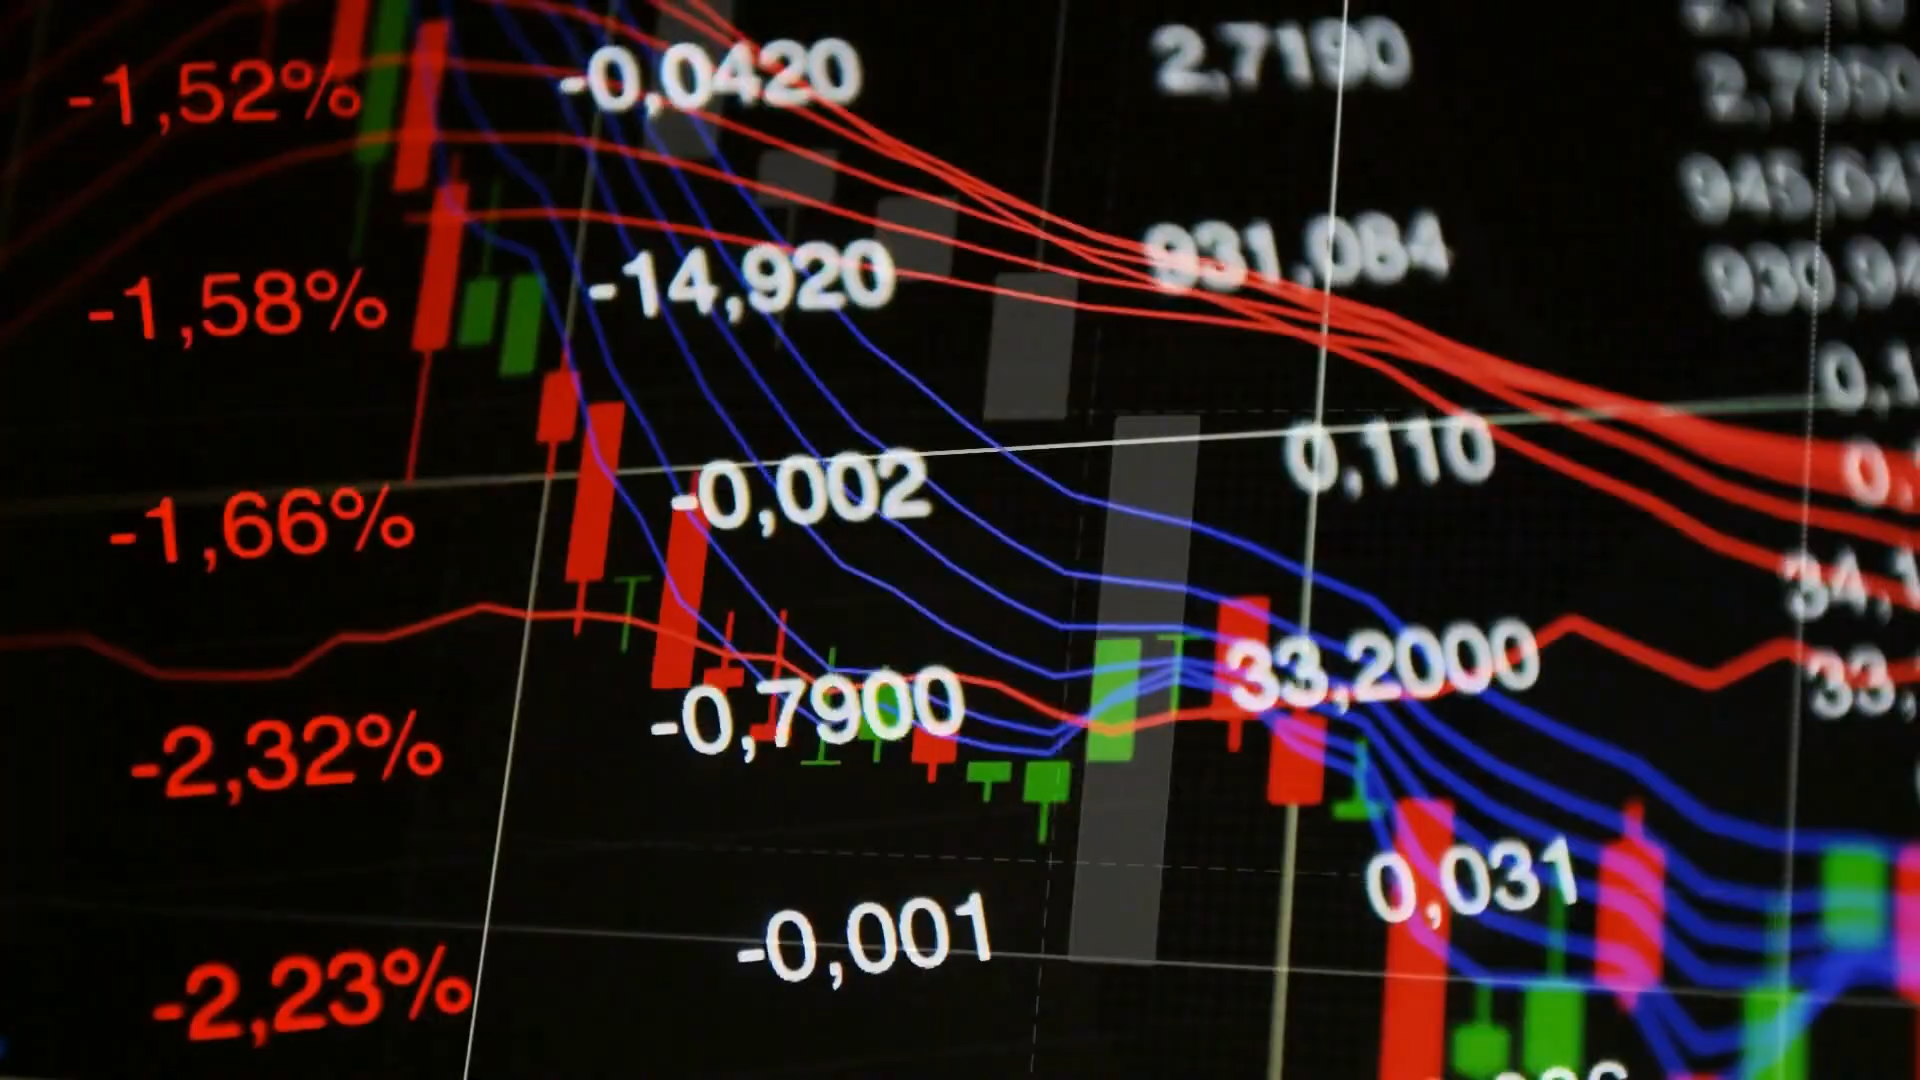 -1,52% -0,0420 2,7190
-1,58% -14,920 931,084
-1,66% -0,002 0,110
-2,32% -0,7900 33,2000
-2,23% -0,001 0,031